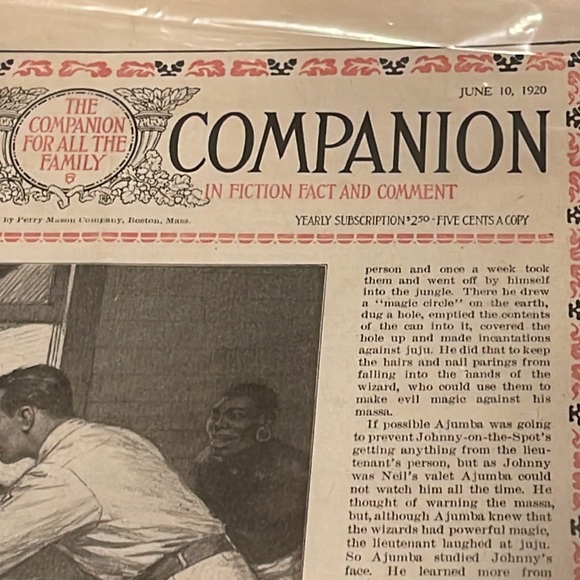 JUNE 10, 1920
THE
COMPANION
FOR ALL THE
FAMILY
COMPANION
IN FICTION FACT AND COMMENT
by Perry Mason Company, Boston, Mass.
YEARLY SUBSCRIPTION $2.50 - FIVE CENTS A COPY
person and once a week took
them and went off by himself
into the jungle. There he drew
a "magic circle" on the earth,
dug a hole, emptied the contents
of the can into it, covered the
hole up and made incantations
against juju. He did that to keep
the hairs and nail parings from
falling into the hands of the
wizard, who could use them to
make evil magic against his
massa.
If possible Ajumba was going
to prevent Johnny-on-the-Spot's
getting anything from the lieu-
tenant's person, but as Johnny
was Neil's valet Ajumba could
not watch him all the time. He
thought of warning the massa,
but, although Ajumba knew that
the wizards had powerful magic,
the lieutenant laughed at juju.
So Ajumba studied Johnny's
face. He learned more from